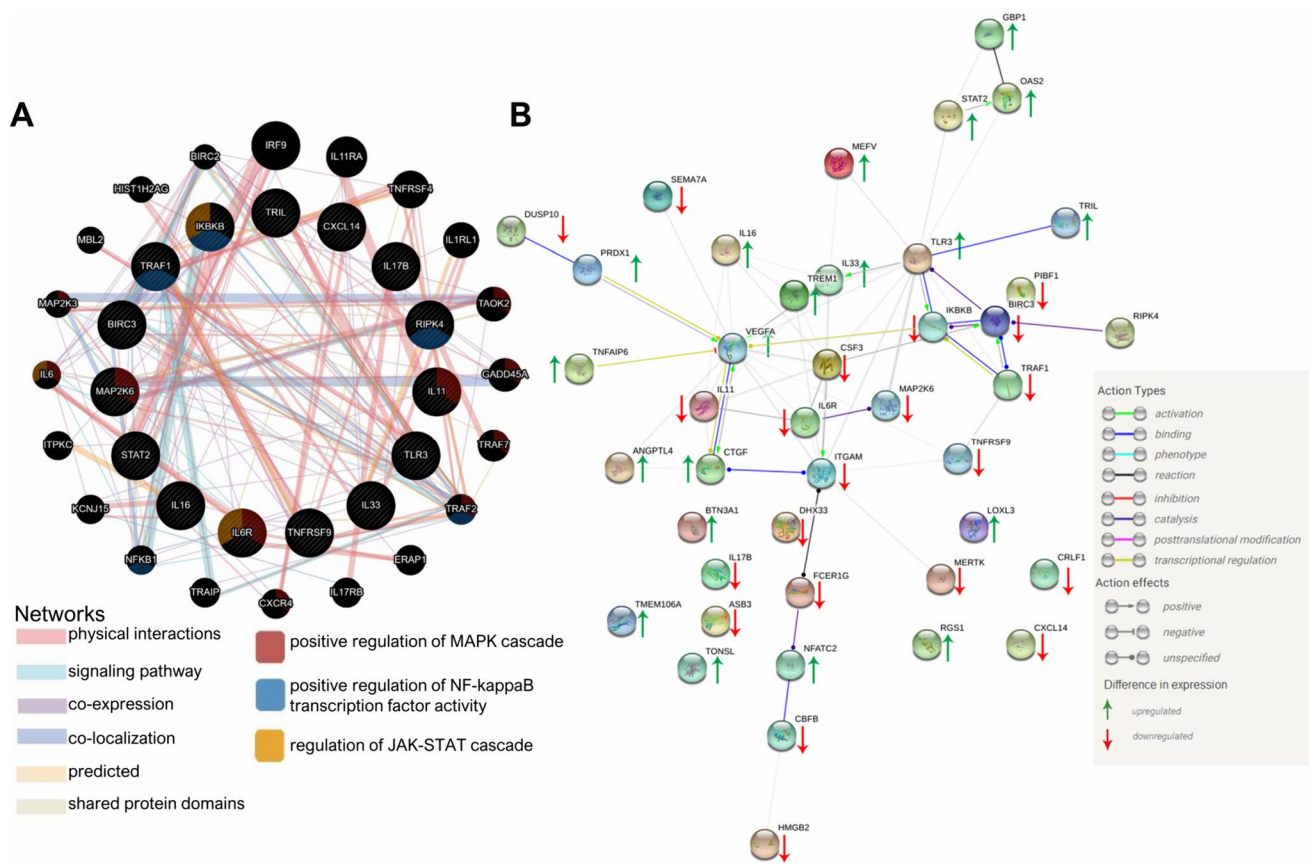 A
BIRC2
IRF9
IL11RA
HIST1H2AG
TNFRSF4
IKBKB
TRIL
CXCL14
MBL2
IL1RL1
TRAF1
IL17B
MAP2K3
TAOK2
BIRC3
RIPK4
IL6
GADD45A
MAP2K6
IL11
ITPKC
TRAF7
STAT2
TLR3
KCNJ15
IL16
IL33
TRAF2
IL6R
TNFRSF9
NFKB1
ERAP1
TRAIP
IL17RB
CXCR4
Networks
physical interactions
signaling pathway
co-expression
co-localization
predicted
shared protein domains
positive regulation of MAPK cascade
positive regulation of NF-kappaB
transcription factor activity
regulation of JAK-STAT cascade
B
GBP1
OAS2
STAT2
MEFV
SEMA7A
DUSP10
TRIL
IL16
TLR3
PRDX1
IL33
TREM1
PIBF1
BIRC3
IKBKB
RIPK4
VEGFA
TNFAIP6
CSF3
TRAF1
IL11
MAP2K6
IL6R
TNFRSF9
ANGPTL4
CTGF
ITGAM
BTN3A1
DHX33
LOXL3
IL17B
MERTK
CRLF1
FCER1G
TMEM106A
ASB3
RGS1
CXCL14
TONSL
NFATC2
CBFB
HMGB2
Action Types
activation
binding
phenotype
reaction
inhibition
catalysis
posttranslational modification
transcriptional regulation
Action effects
positive
negative
unspecified
Difference in expression
upregulated
downregulated